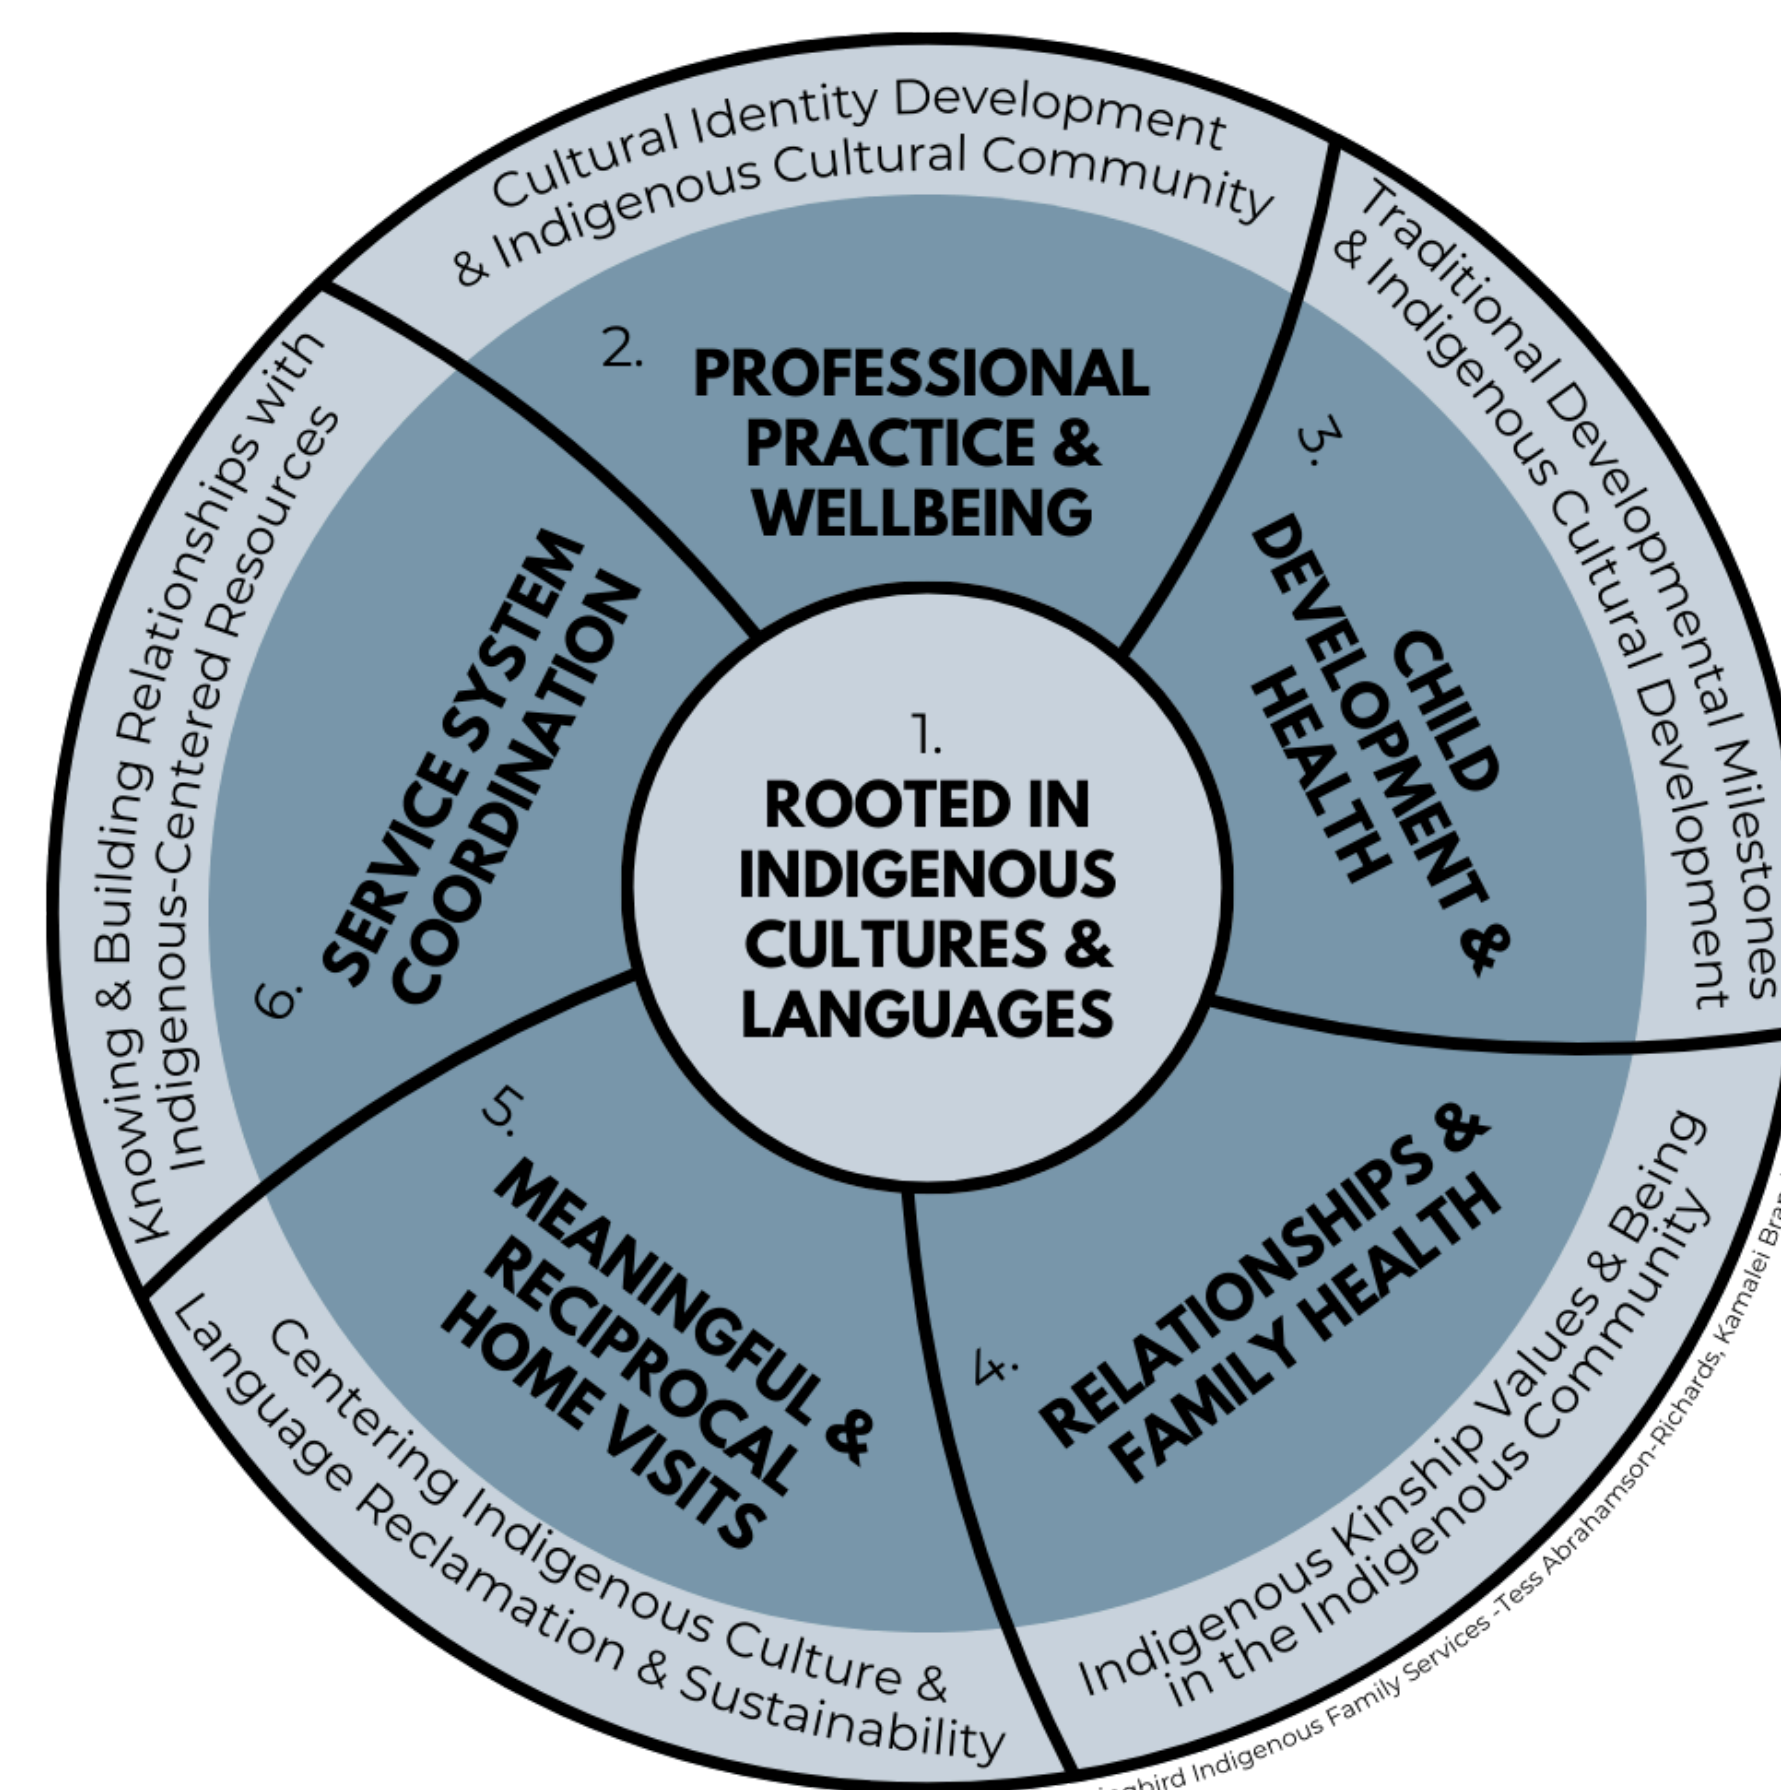 1.
ROOTED IN
INDIGENOUS
CULTURES &
LANGUAGES
2.
PROFESSIONAL
PRACTICE &
WELLBEING
Cultural Identity Development
& Indigenous Cultural Community
3.
CHILD
DEVELOPMENT &
HEALTH
Traditional Developmental Milestones
& Indigenous Cultural Development
4.
RELATIONSHIPS &
FAMILY HEALTH
Indigenous Kinship Values & Being
in the Indigenous Community
5.
MEANINGFUL &
RECIPROCAL
HOME VISITS
Centering Indigenous Culture &
Language Reclamation & Sustainability
6.
SERVICE SYSTEM
COORDINATION
Knowing & Building Relationships with
Indigenous-Centered Resources
Indigenous Family Services -Tess Abrahamson-Richards, Kamalei